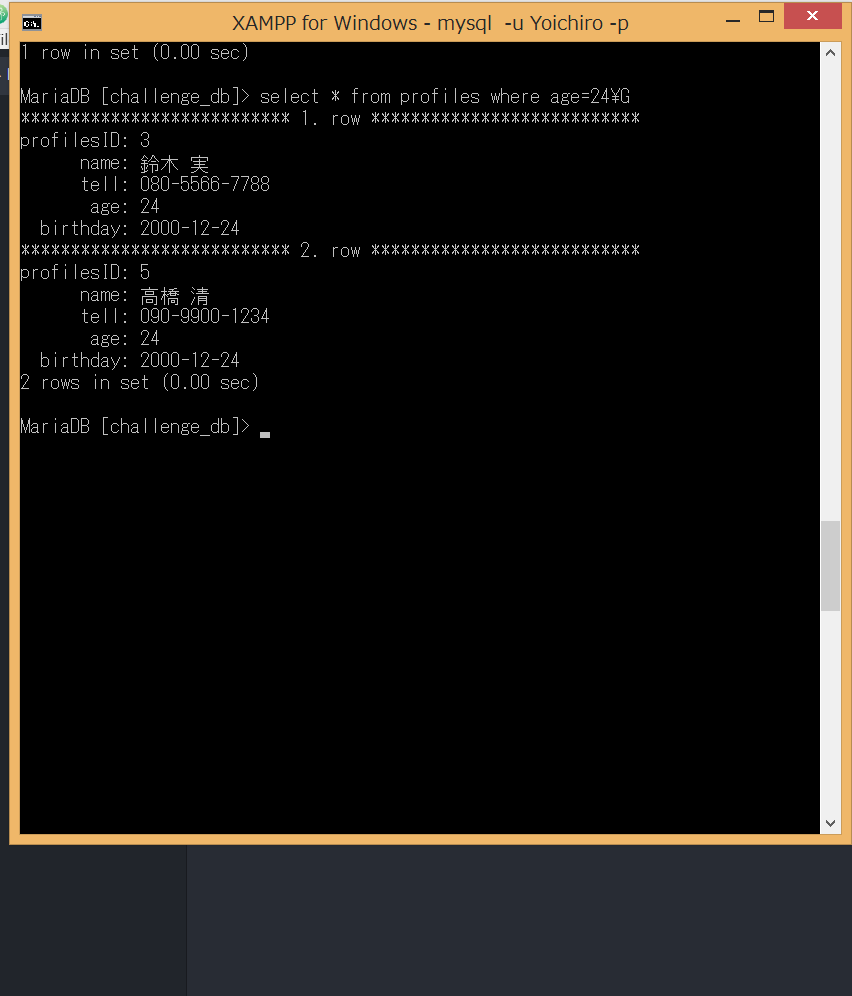 XAMPP for Windows - mysql  -u Yoichiro -p
1 row in set (0.00 sec)
MariaDB [challenge_db]> select * from profiles where age=24¥G
*************************** 1. row ***************************
profilesID: 3
name: 鈴木 実
tell: 080-5566-7788
age: 24
birthday: 2000-12-24
*************************** 2. row ***************************
profilesID: 5
name: 高橋 清
tell: 090-9900-1234
age: 24
birthday: 2000-12-24
2 rows in set (0.00 sec)
MariaDB [challenge_db]>